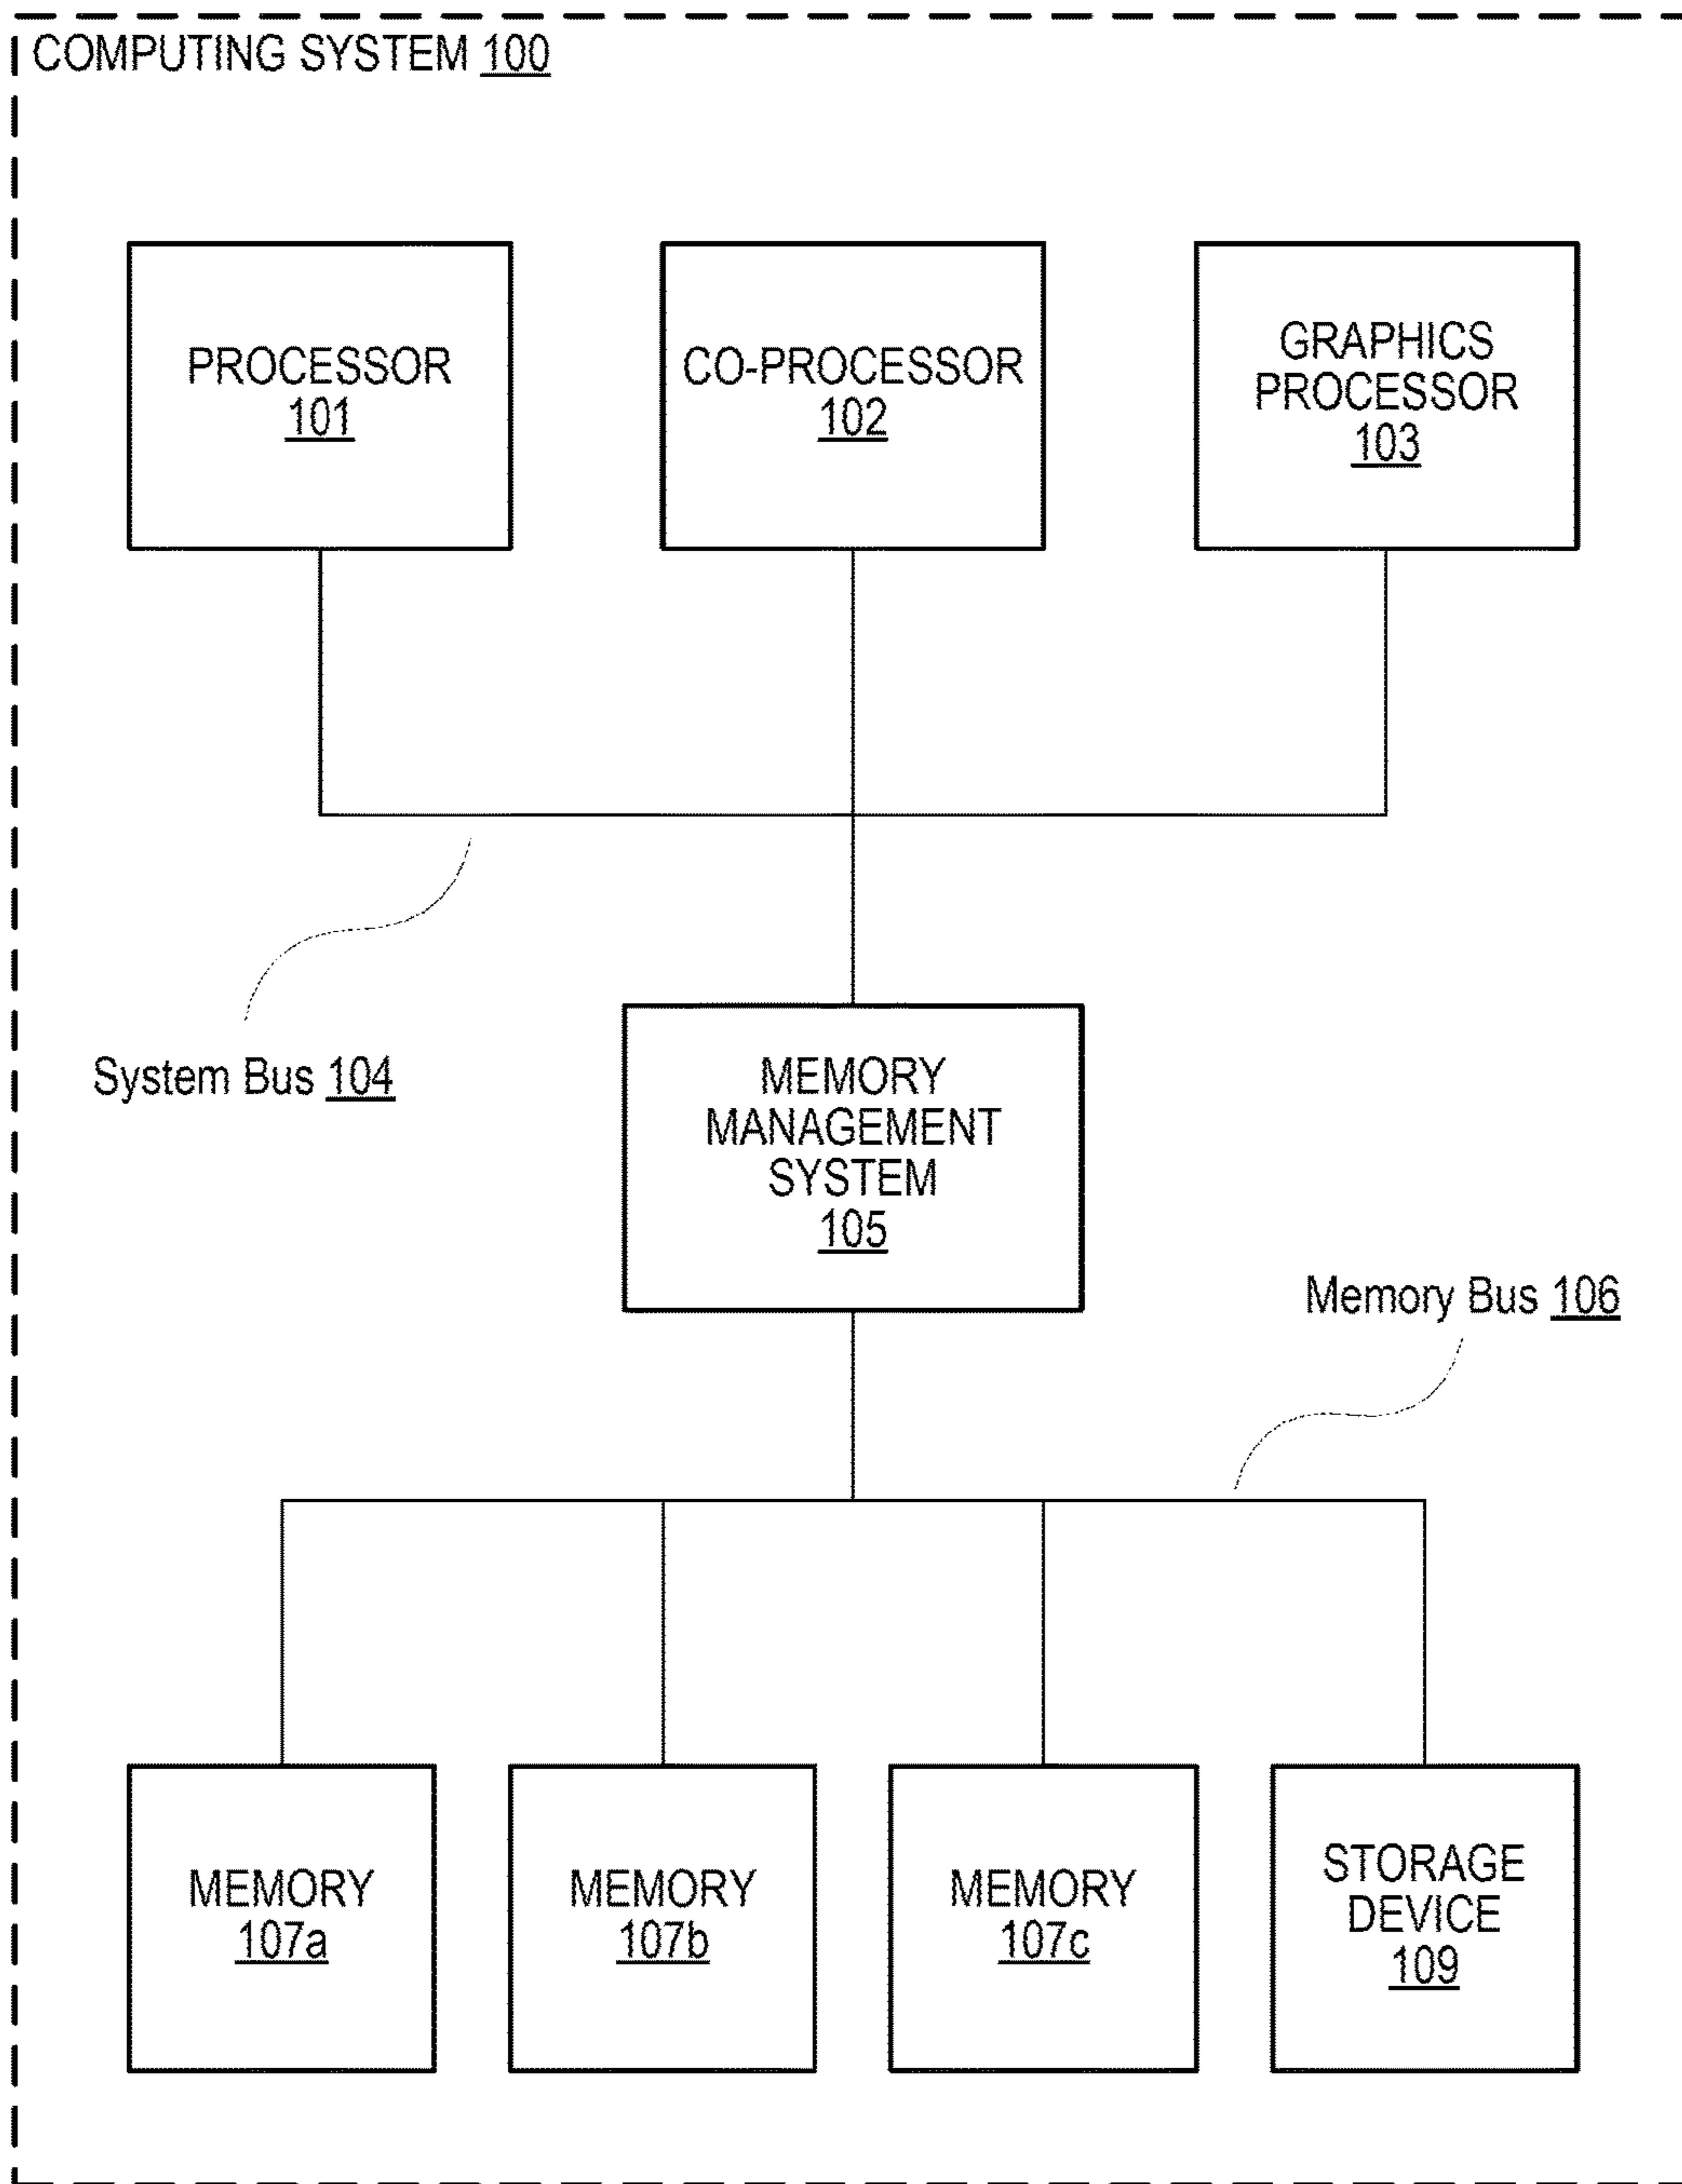 COMPUTING SYSTEM 100
PROCESSOR
101
CO-PROCESSOR
102
GRAPHICS
PROCESSOR
103
System Bus 104
MEMORY
MANAGEMENT
SYSTEM
105
Memory Bus 106
MEMORY
107a
MEMORY
107b
MEMORY
107c
STORAGE
DEVICE
109